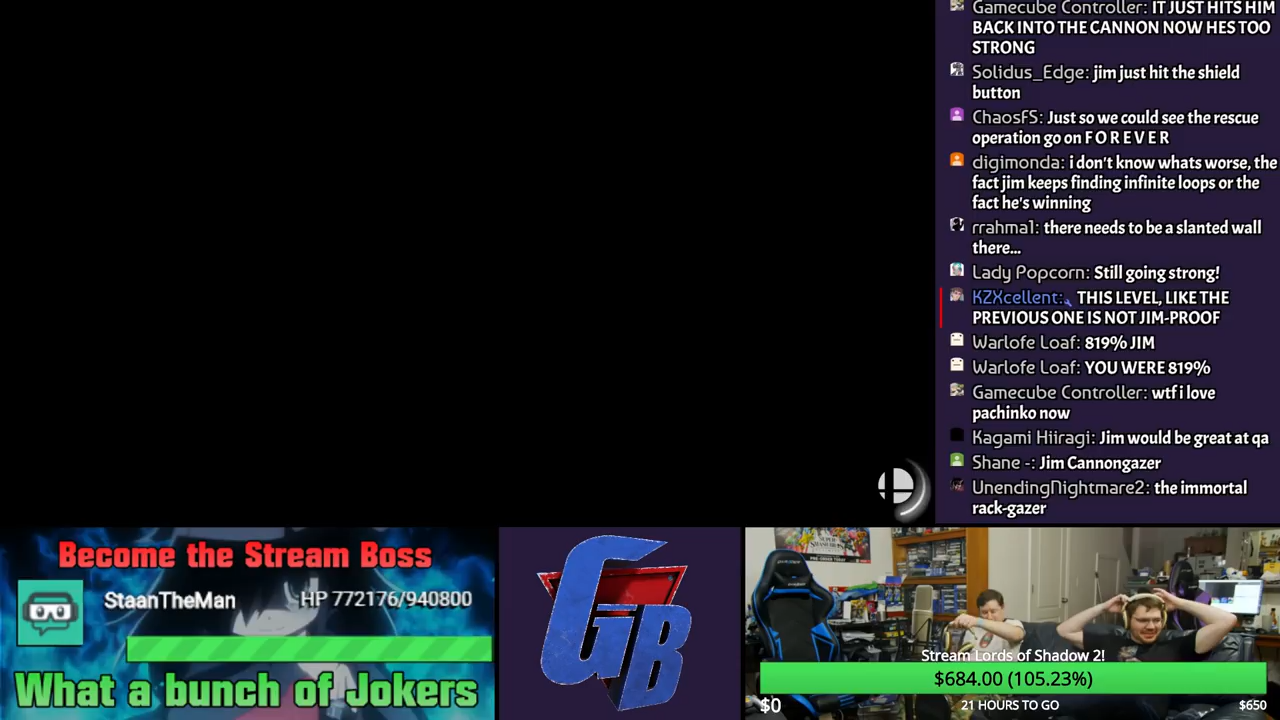 Gamecube Controller: IT JUST HITS HIM
BACK INTO THE CANNON NOW HES TOO
STRONG
Solidus_Edge: jim just hit the shield
button
ChaosFS: Just so we could see the rescue
operation go on F O R E V E R
digimonda: i don't know whats worse, the
fact jim keeps finding infinite loops or the
fact he's winning
rrahma1: there needs to be a slanted wall
there...
Lady Popcorn: Still going strong!
KZXcellent: THIS LEVEL, LIKE THE
PREVIOUS ONE IS NOT JIM-PROOF
Warlofe Loaf: 819% JIM
Warlofe Loaf: YOU WERE 819%
Gamecube Controller: wtf i love
pachinko now
Kagami Hiiragi: Jim would be great at qa
Shane -: Jim Cannongazer
UnendingNightmare2: the immortal
rack-gazer
Become the Stream Boss
StaanTheMan HP 772176/940800
What a bunch of Jokers
GB
Stream Lords of Shadow 2!
$684.00 (105.23%)
$0 21 HOURS TO GO $650